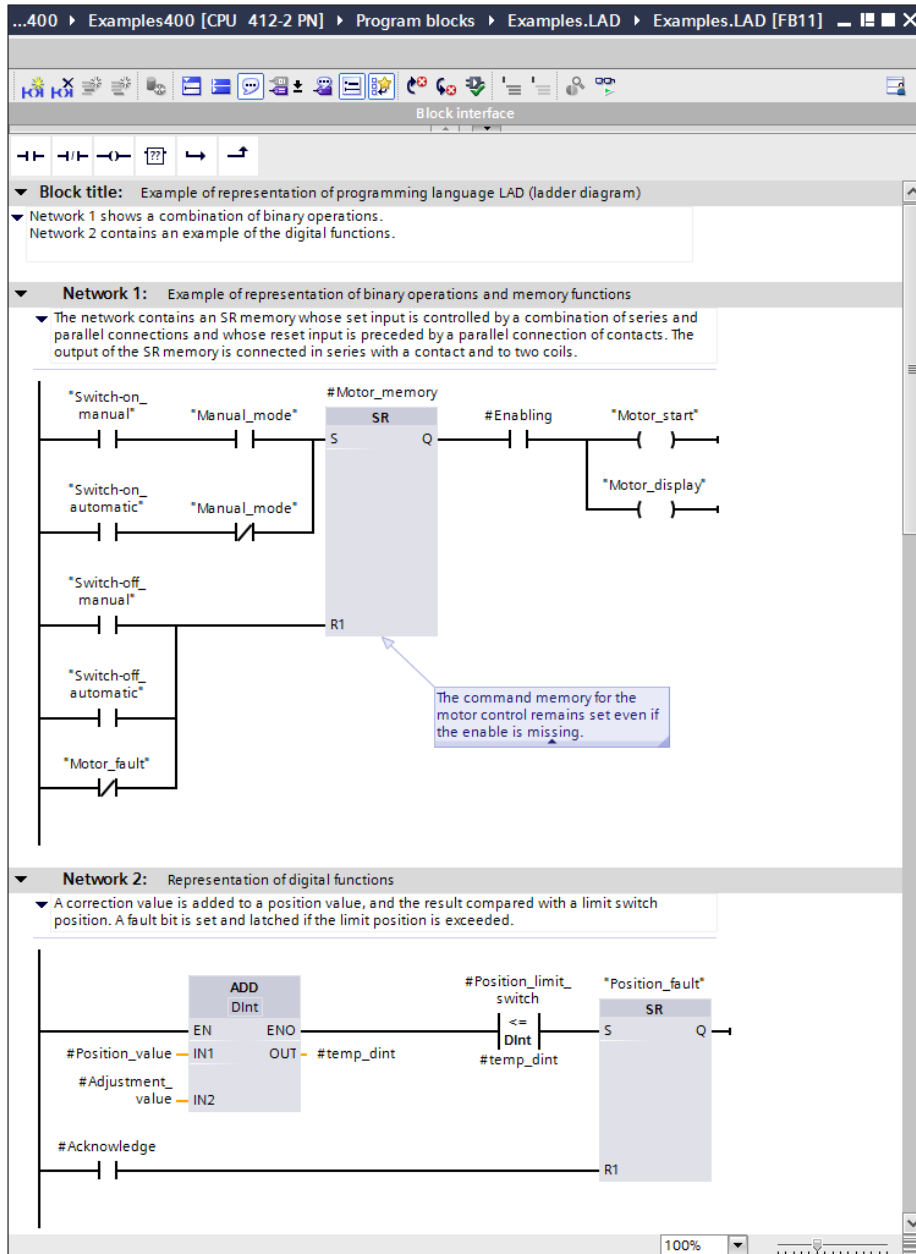 ...400 ▸ Examples400 [CPU 412-2 PN] ▸ Program blocks ▸ Examples.LAD ▸ Examples.LAD [FB11]
Block interface
??
Block title: Example of representation of programming language LAD (ladder diagram)
Network 1 shows a combination of binary operations.
Network 2 contains an example of the digital functions.
Network 1: Example of representation of binary operations and memory functions
The network contains an SR memory whose set input is controlled by a combination of series and
parallel connections and whose reset input is preceded by a parallel connection of contacts. The
output of the SR memory is connected in series with a contact and to two coils.
"Switch-on_
manual"
"Manual_mode"
#Motor_memory
SR
S
Q
#Enabling
"Motor_start"
"Switch-on_
automatic"
"Manual_mode"
"Motor_display"
"Switch-off_
manual"
R1
"Switch-off_
automatic"
The command memory for the
motor control remains set even if
the enable is missing.
"Motor_fault"
Network 2: Representation of digital functions
A correction value is added to a position value, and the result compared with a limit switch
position. A fault bit is set and latched if the limit position is exceeded.
ADD
DInt
EN
ENO
#Position_value
IN1
OUT
#temp_dint
#Adjustment_
value
IN2
#Position_limit_
switch
<=
DInt
#temp_dint
"Position_fault"
SR
S
Q
#Acknowledge
R1
100%